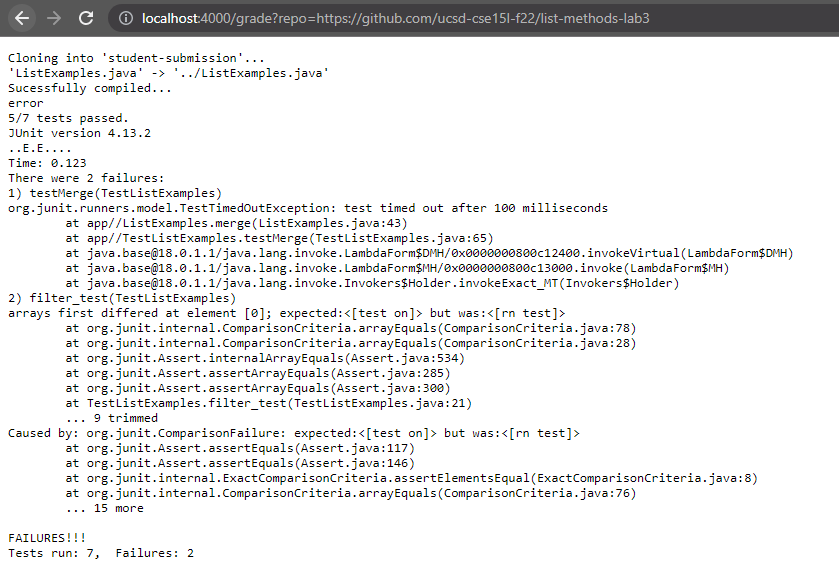 localhost:4000/grade?repo=https://github.com/ucsd-cse15l-f22/list-methods-lab3
Cloning into 'student-submission'...
'ListExamples.java' -> '../ListExamples.java'
Sucessfully compiled...
error
5/7 tests passed.
JUnit version 4.13.2
..E.E....
Time: 0.123
There were 2 failures:
1) testMerge(TestListExamples)
org.junit.runners.model.TestTimedOutException: test timed out after 100 milliseconds
at app//ListExamples.merge(ListExamples.java:43)
at app//TestListExamples.testMerge(TestListExamples.java:65)
at java.base@18.0.1.1/java.lang.invoke.LambdaForm$DMH/0x0000000800c12400.invokeVirtual(LambdaForm$DMH)
at java.base@18.0.1.1/java.lang.invoke.LambdaForm$MH/0x0000000800c13000.invoke(LambdaForm$MH)
at java.base@18.0.1.1/java.lang.invoke.Invokers$Holder.invokeExact_MT(Invokers$Holder)
2) filter_test(TestListExamples)
arrays first differed at element [0]; expected:<[test on]> but was:<[rn test]>
at org.junit.internal.ComparisonCriteria.arrayEquals(ComparisonCriteria.java:78)
at org.junit.internal.ComparisonCriteria.arrayEquals(ComparisonCriteria.java:28)
at org.junit.Assert.internalArrayEquals(Assert.java:534)
at org.junit.Assert.assertArrayEquals(Assert.java:285)
at org.junit.Assert.assertArrayEquals(Assert.java:300)
at TestListExamples.filter_test(TestListExamples.java:21)
... 9 trimmed
Caused by: org.junit.ComparisonFailure: expected:<[test on]> but was:<[rn test]>
at org.junit.Assert.assertEquals(Assert.java:117)
at org.junit.Assert.assertEquals(Assert.java:146)
at org.junit.internal.ExactComparisonCriteria.assertElementsEqual(ExactComparisonCriteria.java:8)
at org.junit.internal.ComparisonCriteria.arrayEquals(ComparisonCriteria.java:76)
... 15 more
FAILURES!!!
Tests run: 7,  Failures: 2